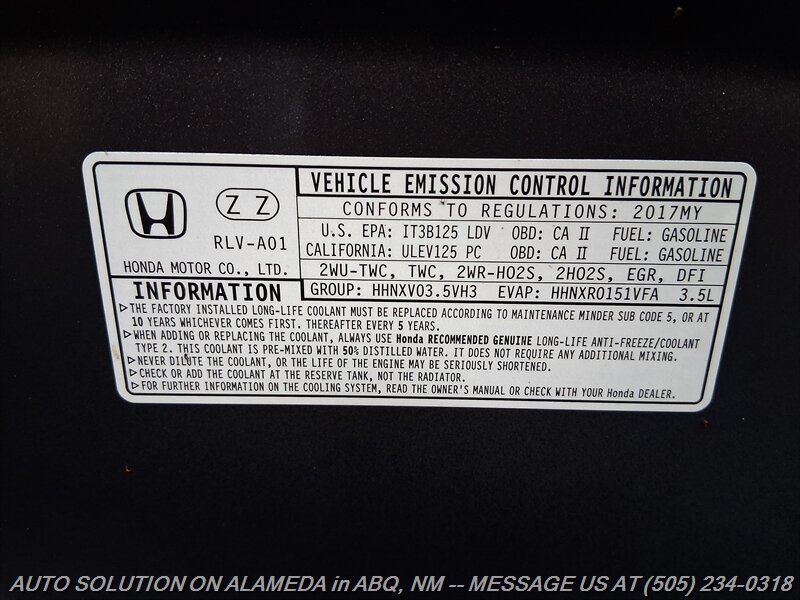 VEHICLE EMISSION CONTROL INFORMATION
CONFORMS TO REGULATIONS: 2017MY
U.S. EPA: IT3B125 LDV OBD: CA II FUEL: GASOLINE
CALIFORNIA: ULEV125 PC OBD: CA II FUEL: GASOLINE
2WU-TWC, TWC, 2WR-HO2S, 2HO2S, EGR, DFI
GROUP: HHNXV03.5VH3 EVAP: HHNXR0151VFA 3.5L
Z Z
RLV-A01
HONDA MOTOR CO., LTD.
INFORMATION
▷THE FACTORY INSTALLED LONG-LIFE COOLANT MUST BE REPLACED ACCORDING TO MAINTENANCE MINDER SUB CODE 5, OR AT
10 YEARS WHICHEVER COMES FIRST. THEREAFTER EVERY 5 YEARS.
▷WHEN ADDING OR REPLACING THE COOLANT, ALWAYS USE Honda RECOMMENDED GENUINE LONG-LIFE ANTI-FREEZE/COOLANT
TYPE 2. THIS COOLANT IS PRE-MIXED WITH 50% DISTILLED WATER. IT DOES NOT REQUIRE ANY ADDITIONAL MIXING.
▷NEVER DILUTE THE COOLANT, OR THE LIFE OF THE ENGINE MAY BE SERIOUSLY SHORTENED.
▷CHECK OR ADD THE COOLANT AT THE RESERVE TANK, NOT THE RADIATOR.
▷FOR FURTHER INFORMATION ON THE COOLING SYSTEM, READ THE OWNER'S MANUAL OR CHECK WITH YOUR Honda DEALER.
AUTO SOLUTION ON ALAMEDA in ABQ, NM -- MESSAGE US AT (505) 234-0318